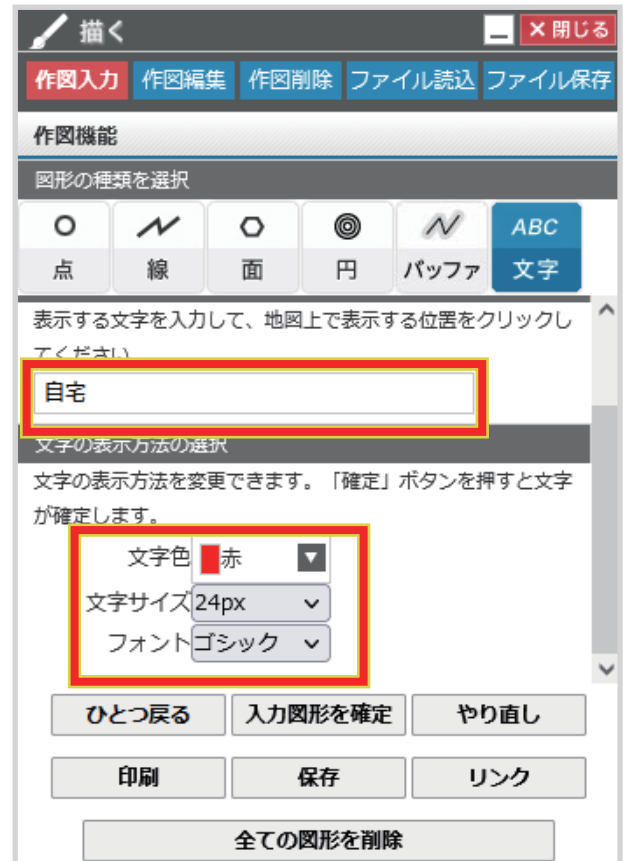 描く
閉じる
作図入力 作図編集 作図削除 ファイル読込 ファイル保存
作図機能
図形の種類を選択
ABC
点 線 面 円 バッファ 文字
表示する文字を入力して、地図上で表示する位置をクリックし
てください
自宅
文字の表示方法の選択
文字の表示方法を変更できます。「確定」ボタンを押すと文字
が確定します。
文字色 赤
文字サイズ 24px
フォント ゴシック
ひとつ戻る 入力図形を確定 やり直し
印刷 保存 リンク
全ての図形を削除